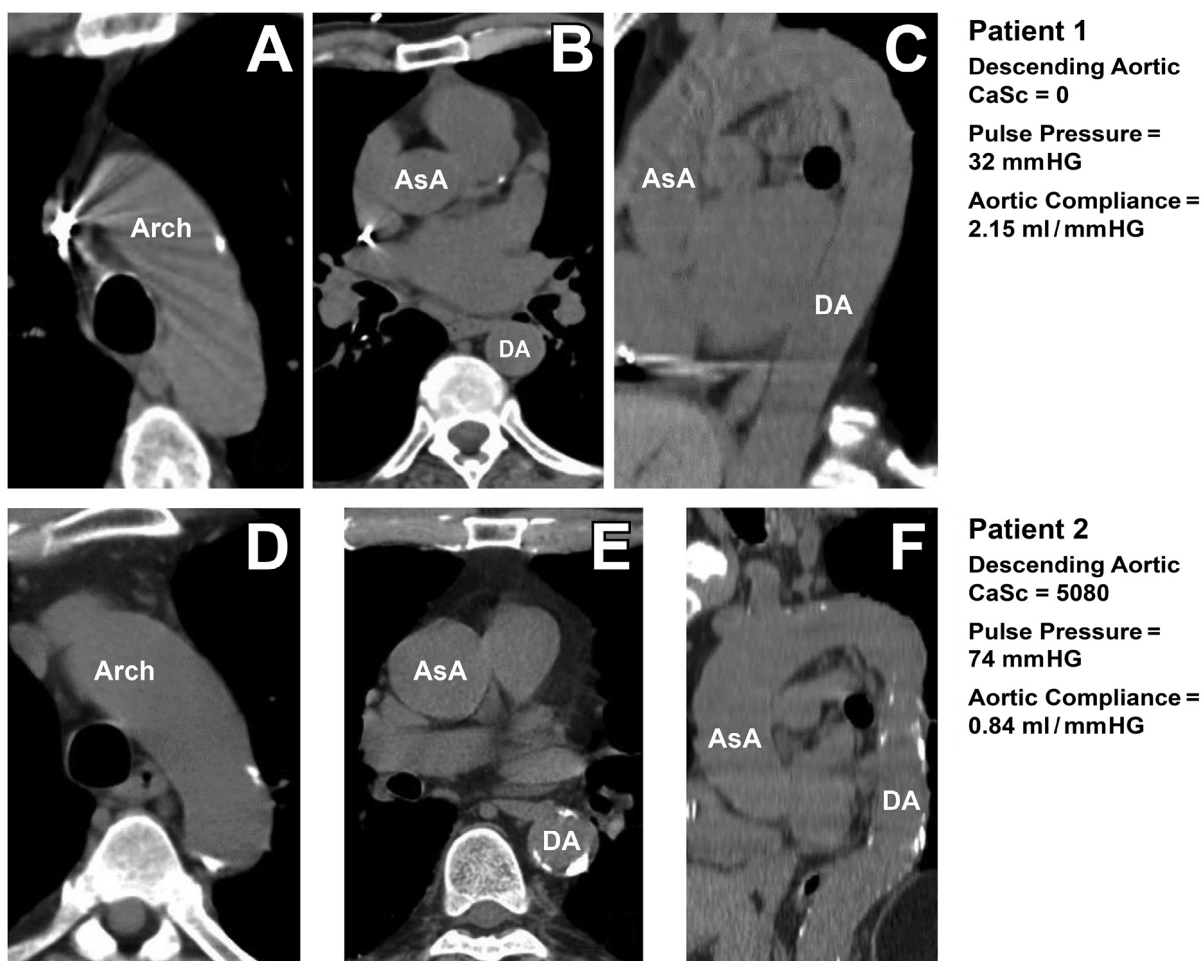 A
B
C
Arch
AsA
DA
AsA
DA
Patient 1
Descending Aortic
CaSc = 0
Pulse Pressure =
32 mmHG
Aortic Compliance =
2.15 ml/mmHG
D
E
F
Arch
AsA
DA
AsA
DA
Patient 2
Descending Aortic
CaSc = 5080
Pulse Pressure =
74 mmHG
Aortic Compliance =
0.84 ml/mmHG